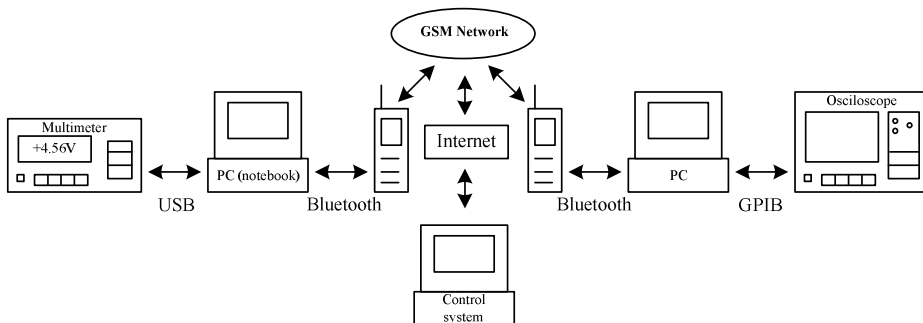 GSM Network
Osciloscope
Multimeter
+4.56V
Internet
PC (notebook)
PC
USB
Bluetooth
Bluetooth
GPIB
Control
system